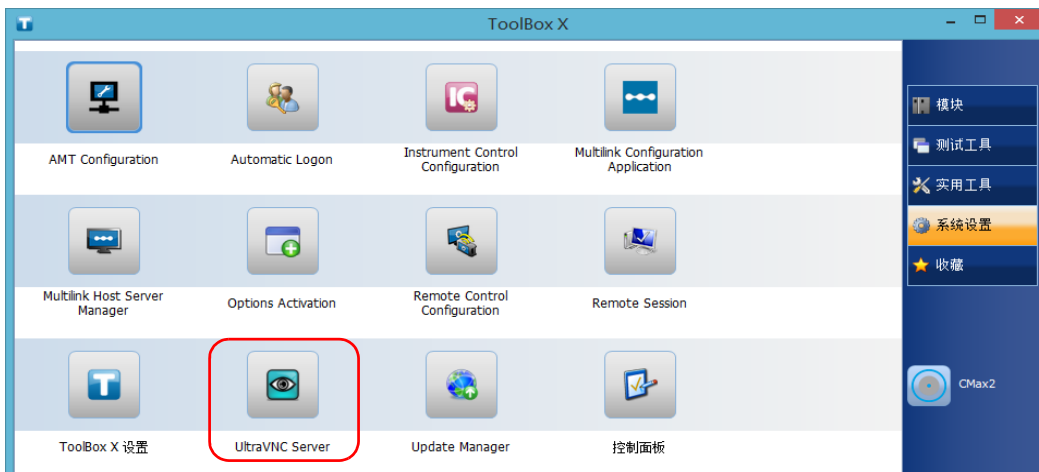 ToolBox X
AMT Configuration
Automatic Logon
Instrument Control
Configuration
Multilink Configuration
Application
Multilink Host Server
Manager
Options Activation
Remote Control
Configuration
Remote Session
ToolBox X 设置
UltraVNC Server
Update Manager
控制面板
模块
测试工具
实用工具
系统设置
收藏
CMax2